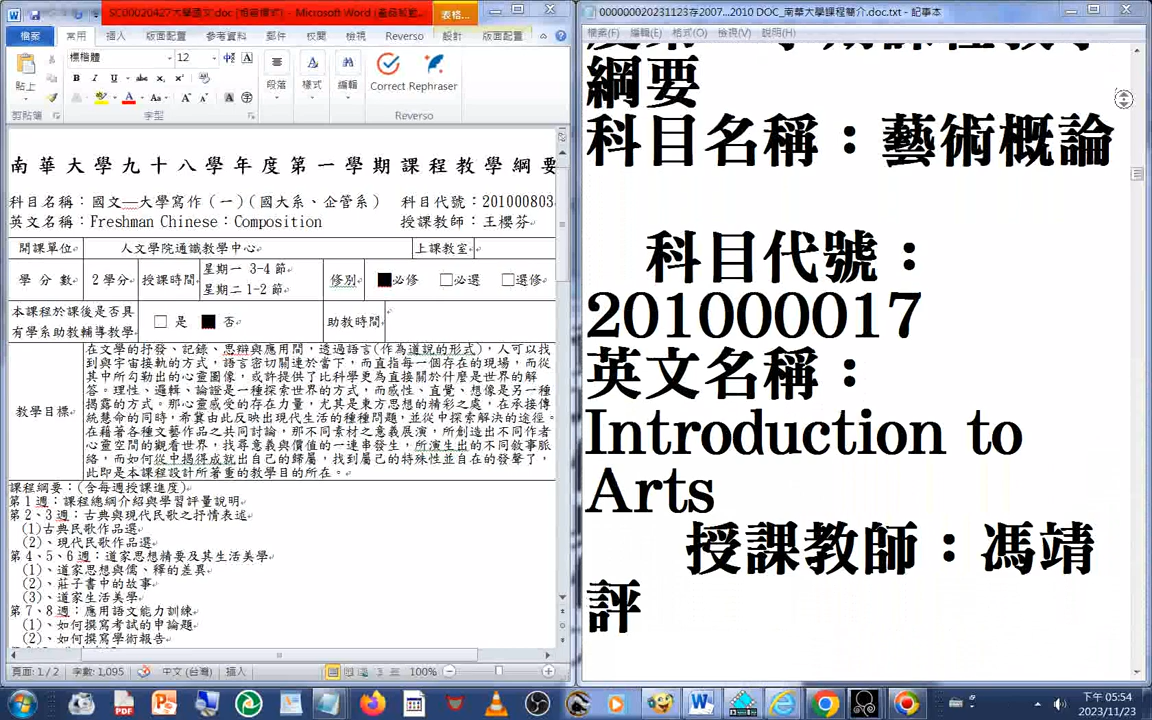 SC00020427大學國文.doc [相容模式] - Microsoft Word (產品啟動...
表格...
000000020231123存2007...2010 DOC_南華大學課程簡介.doc.txt - 記事本
檔案 常用 插入 版面配置 參考資料 郵件 校閱 檢視 Reverso 設計 版面配置
檔案(F) 編輯(E) 格式(O) 檢視(V) 說明(H)
標楷體 12
貼上 段落 樣式 編輯 Correct Rephraser
剪貼簿 字型 Reverso
南華大學九十八學年度第一學期課程教學綱要
科目名稱：國文—大學寫作（一）（國大系、企管系） 科目代號：201000803
英文名稱：Freshman Chinese：Composition 授課教師：王櫻芬
開課單位 人文學院通識教學中心 上課教室
學 分 數 2 學分 授課時間 星期一 3-4 節
星期二 1-2 節
修別 ■必修 □必選 □選修
本課程於課後是否具
有學系助教輔導教學
□ 是 ■ 否 助教時間
教學目標
在文學的抒發、記錄、思辯與應用間，透過語言(作為道說的形式)，人可以找
到與宇宙接軌的方式，語言密切關連於當下，而直指每一個存在的現場，而從
其中所勾勒出的心靈圖像，或許提供了比科學更為直接關於什麼是世界的解
答。理性、邏輯、論證是一種探索世界的方式，而感性、直覺、想像是另一種
揭露的方式。那心靈感受的存在力量，尤其是東方思想的精彩之處，在承接傳
統慧命的同時，希冀由此反映出現代生活的種種問題，並從中探索解決的途徑。
在藉著各種文藝作品之共同討論，那不同素材之意義展演，所創造出不同作者
心靈空間的觀看世界，找尋意義與價值的一連串發生，所演生出的不同敘事脈
絡，而如何從中揭得成就出自己的歸屬，找到屬己的特殊性並自在的發聲了，
此即是本課程設計所著重的教學目的所在。
課程綱要：(含每週授課進度)
第 1 週：課程總綱介紹與學習評量說明
第 2、3 週：古典與現代民歌之抒情表述
(1)古典民歌作品選
(2)、現代民歌作品選
第 4、5、6 週：道家思想精要及其生活美學
(1)、道家思想與儒、釋的差異
(2)、莊子書中的故事
(3)、道家生活美學
第 7、8 週：應用語文能力訓練
(1)、如何撰寫考試的申論題
(2)、如何撰寫學術報告
頁面: 1 / 2 字數: 1,095 中文 (台灣) 插入 100%
綱要
科目名稱：藝術概論
科目代號：
201000017
英文名稱：
Introduction to
Arts
授課教師：馮靖
評
下午 05:54
2023/11/23